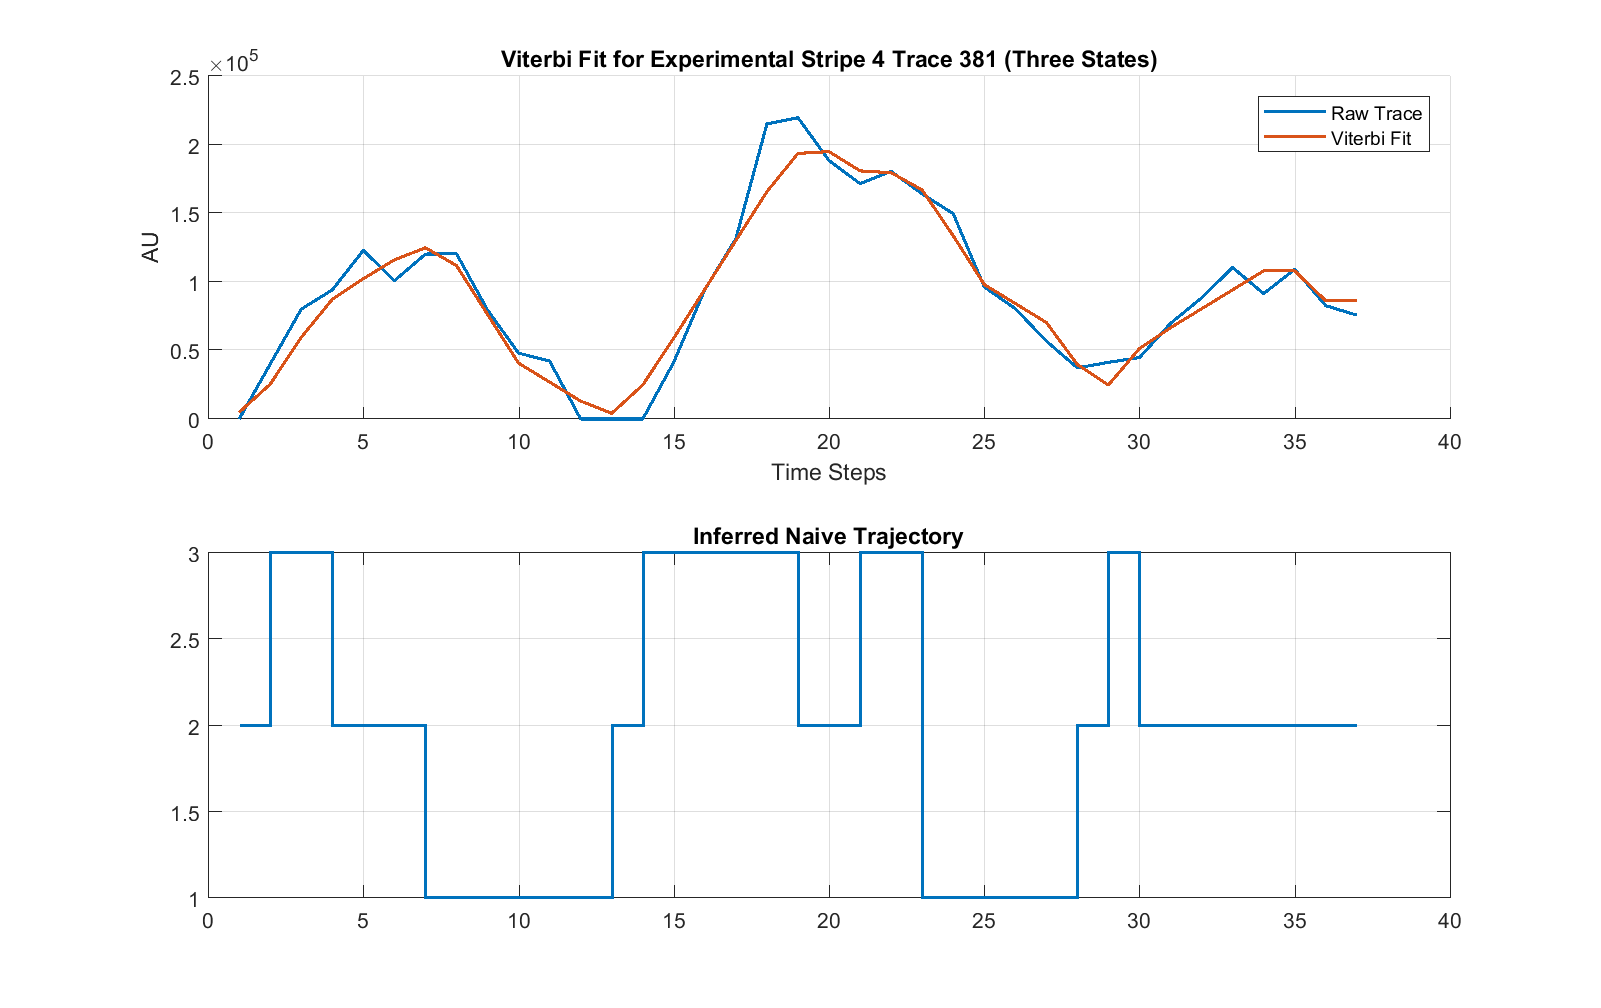 Viterbi Fit for Experimental Stripe 4 Trace 381 (Three States)
×10^5
2.5
2
1.5
1
0.5
0
AU
Raw Trace
Viterbi Fit
0 5 10 15 20 25 30 35 40
Time Steps
Inferred Naive Trajectory
3
2.5
2
1.5
1
0 5 10 15 20 25 30 35 40